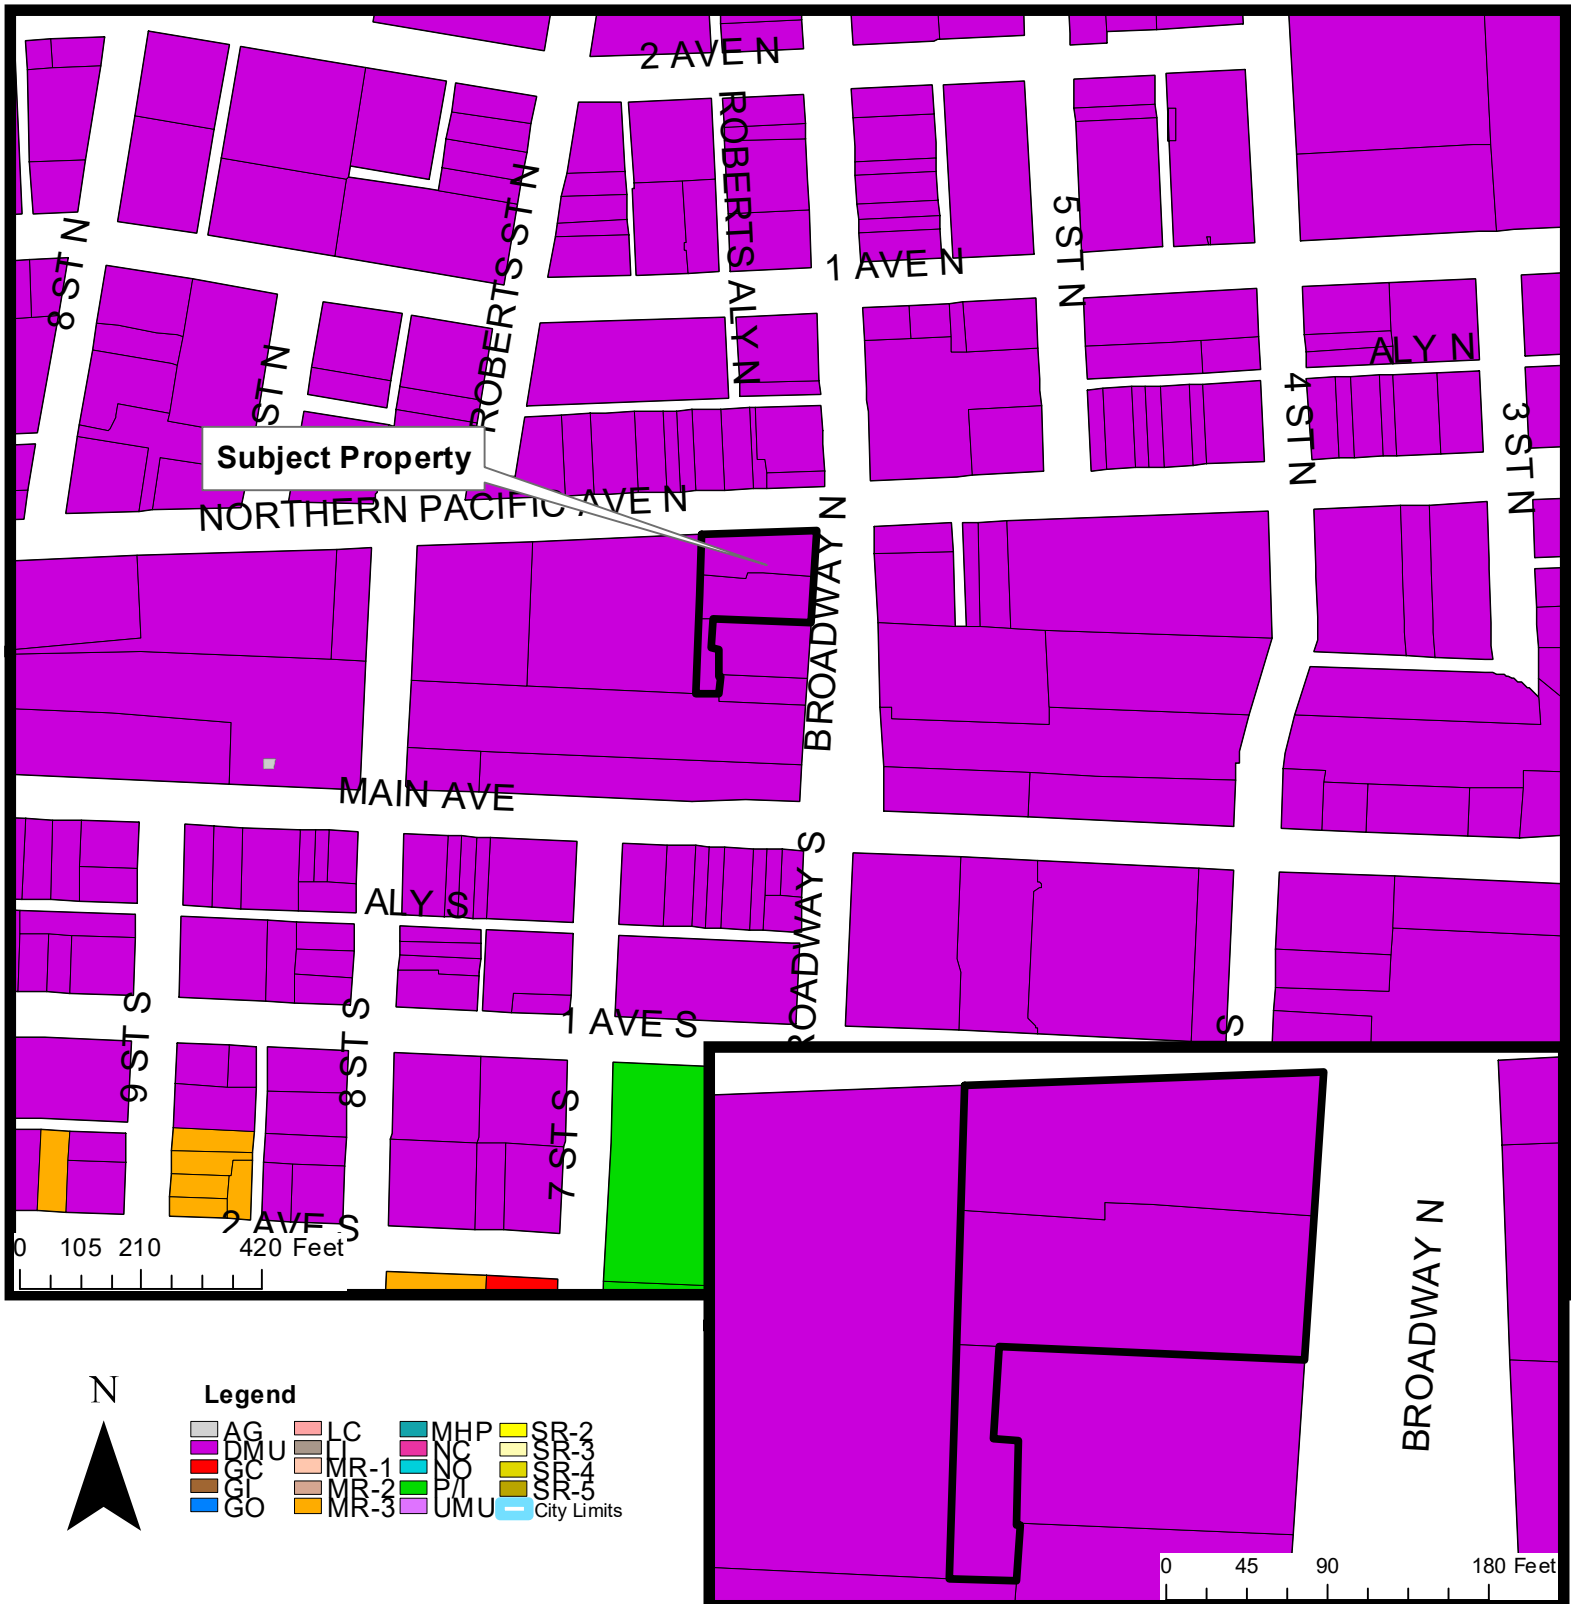 2 AVE N
ROBERTS ALY N
ROBERTS ST N
5 ST N
8 ST N
1 AVE N
ST N
ALY N
4 ST N
3 ST N
Subject Property
NORTHERN PACIFIC AVE N
BROADWAY N
MAIN AVE
ALY S
ROADWAY S
1 AVE S
S
9 ST S
8 ST S
7 ST S
2 AVE S
0 105 210 420 Feet
BROADWAY N
0 45 90 180 Feet
N
Legend
AG
DMU
GC
GI
GO
LC
LI
MR-1
MR-2
MR-3
MHP
NC
NO
P/I
UMU
SR-2
SR-3
SR-4
SR-5
City Limits